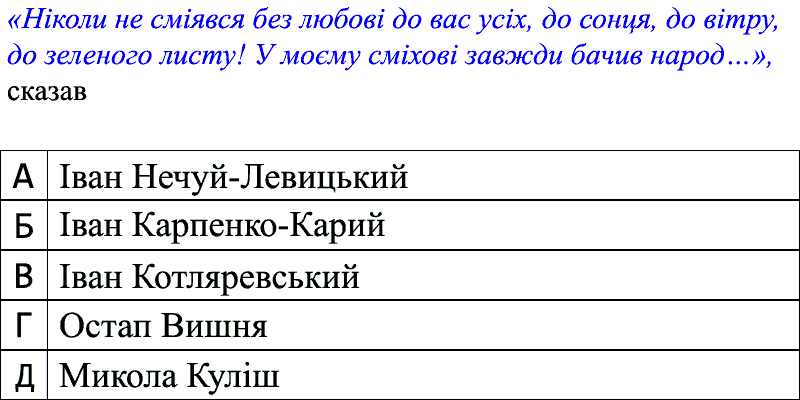 «Ніколи не сміявся без любові до вас усіх, до сонця, до вітру,
до зеленого листу! У моєму сміхові завжди бачив народ…»,
сказав
А Іван Нечуй-Левицький
Б Іван Карпенко-Карий
В Іван Котляревський
Г Остап Вишня
Д Микола Куліш